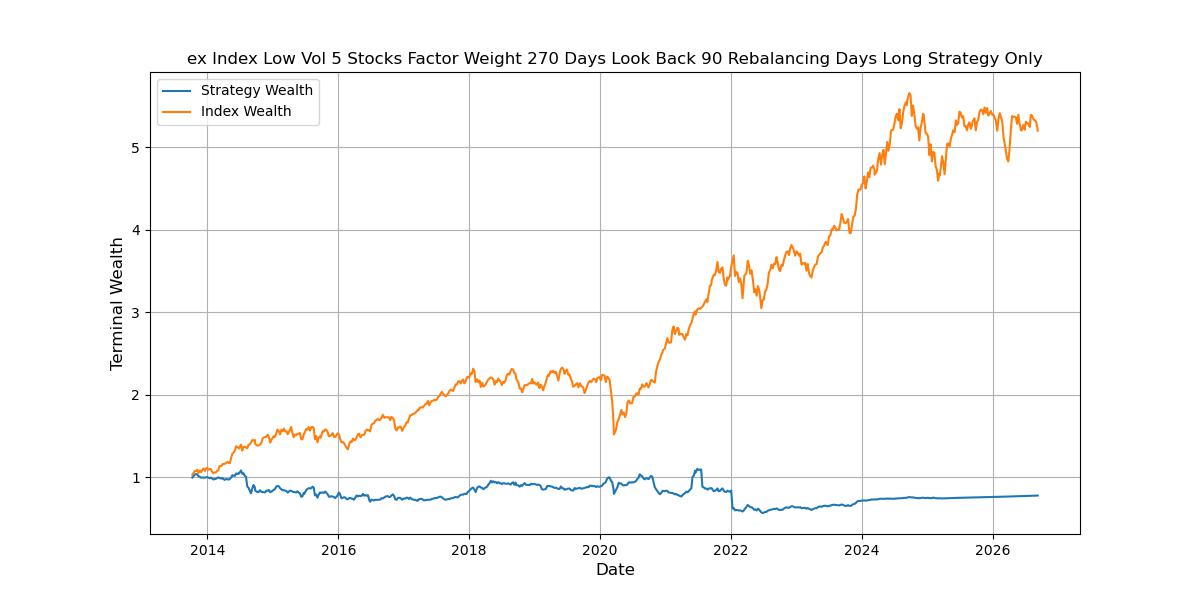 ex Index Low Vol 5 Stocks Factor Weight 270 Days Look Back 90 Rebalancing Days Long Strategy Only
Strategy Wealth
Index Wealth
Terminal Wealth
5
4
3
2
1
2014 2016 2018 2020 2022 2024 2026
Date